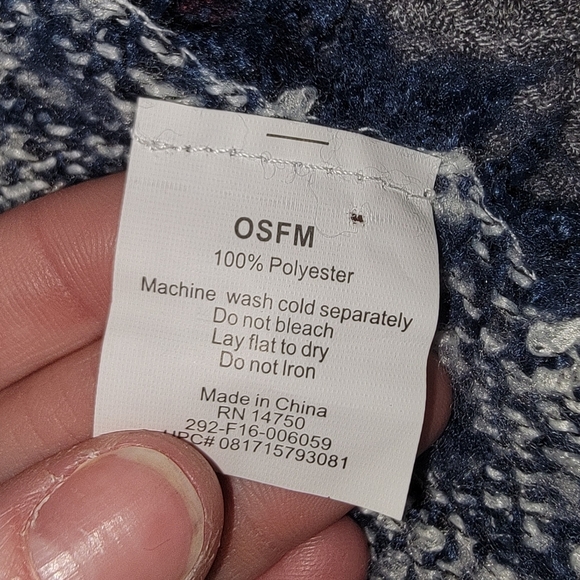 OSFM
100% Polyester
Machine wash cold separately
Do not bleach
Lay flat to dry
Do not Iron
Made in China
RN 14750
292-F16-006059
UPC# 081715793081